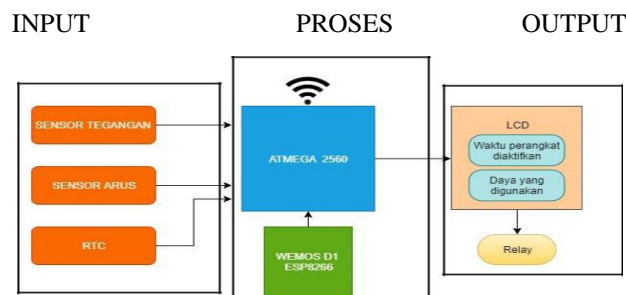 INPUT
PROSES
OUTPUT
SENSOR TEGANGAN
SENSOR ARUS
RTC
ATMEGA 2560
WEMOS D1
ESP8266
LCD
Waktu perangkat
diaktifkan
Daya yang
digunakan
Relay